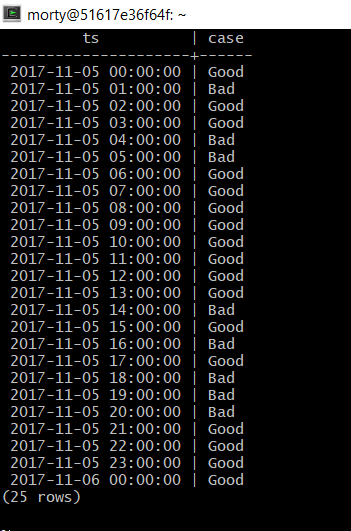 morty@51617e36f64f: ~
ts | case
---------------------+------
2017-11-05 00:00:00 | Good
2017-11-05 01:00:00 | Bad
2017-11-05 02:00:00 | Good
2017-11-05 03:00:00 | Good
2017-11-05 04:00:00 | Bad
2017-11-05 05:00:00 | Bad
2017-11-05 06:00:00 | Good
2017-11-05 07:00:00 | Good
2017-11-05 08:00:00 | Good
2017-11-05 09:00:00 | Good
2017-11-05 10:00:00 | Good
2017-11-05 11:00:00 | Good
2017-11-05 12:00:00 | Good
2017-11-05 13:00:00 | Good
2017-11-05 14:00:00 | Bad
2017-11-05 15:00:00 | Good
2017-11-05 16:00:00 | Bad
2017-11-05 17:00:00 | Good
2017-11-05 18:00:00 | Bad
2017-11-05 19:00:00 | Bad
2017-11-05 20:00:00 | Bad
2017-11-05 21:00:00 | Good
2017-11-05 22:00:00 | Good
2017-11-05 23:00:00 | Good
2017-11-06 00:00:00 | Good
(25 rows)